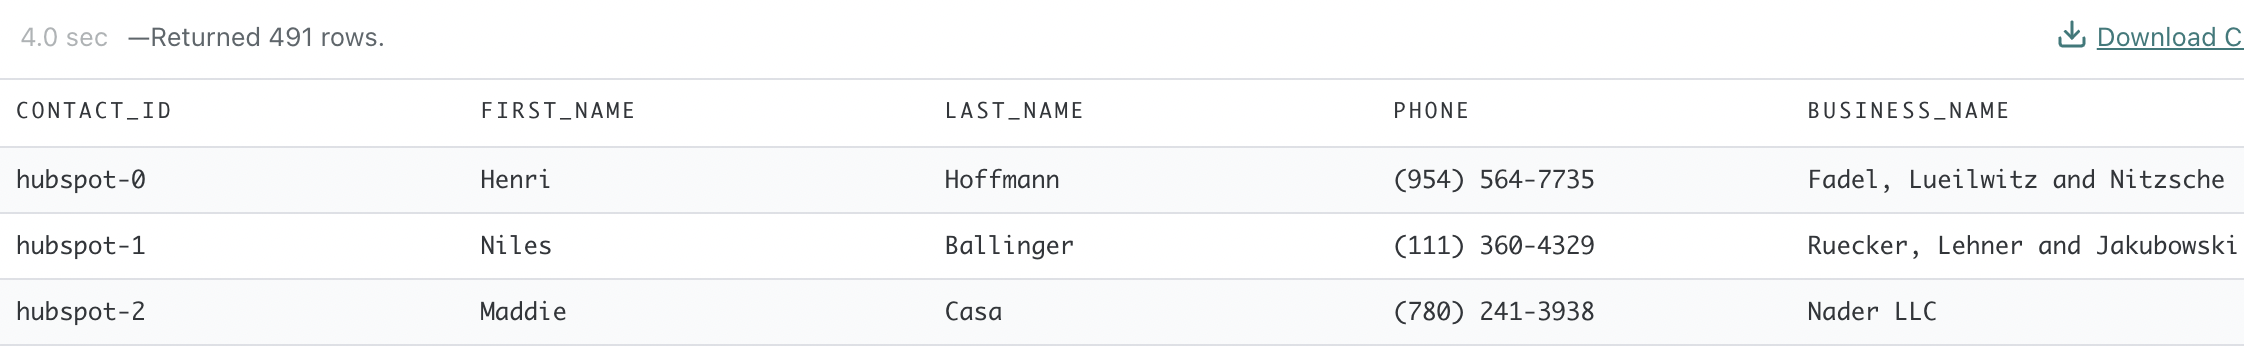 4.0 sec —Returned 491 rows. Download C
CONTACT_ID FIRST_NAME LAST_NAME PHONE BUSINESS_NAME
hubspot-0 Henri Hoffmann (954) 564-7735 Fadel, Lueilwitz and Nitzsche
hubspot-1 Niles Ballinger (111) 360-4329 Ruecker, Lehner and Jakubowski
hubspot-2 Maddie Casa (780) 241-3938 Nader LLC